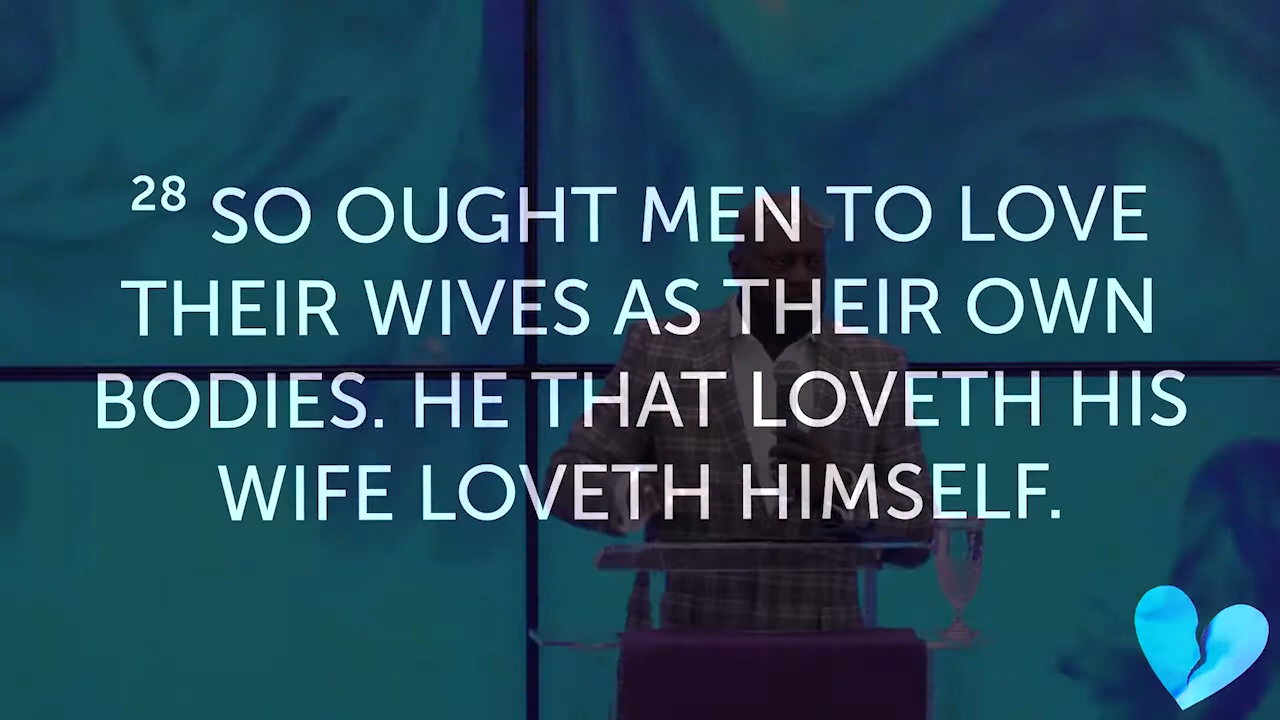 28 SO OUGHT MEN TO LOVE
THEIR WIVES AS THEIR OWN
BODIES. HE THAT LOVETH HIS
WIFE LOVETH HIMSELF.